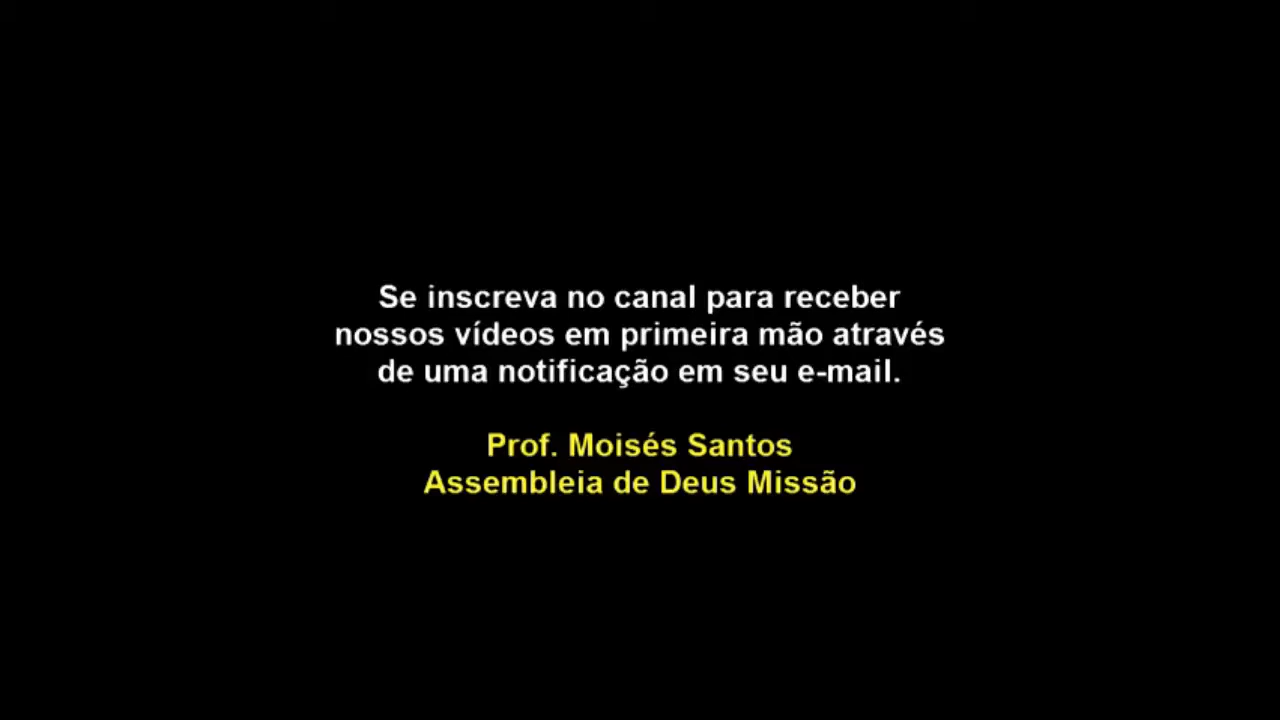 Se inscreva no canal para receber
nossos vídeos em primeira mão através
de uma notificação em seu e-mail.
Prof. Moisés Santos
Assembleia de Deus Missão